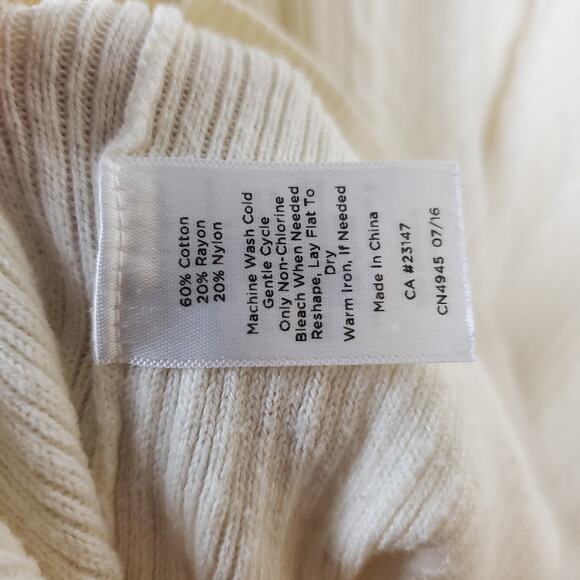 60% Cotton
20% Rayon
20% Nylon
Machine Wash Cold
Gentle Cycle
Only Non-Chlorine
Bleach When Needed
Reshape, Lay Flat To
Dry
Warm Iron, If Needed
Made In China
CA #23147
CN4945 07/16